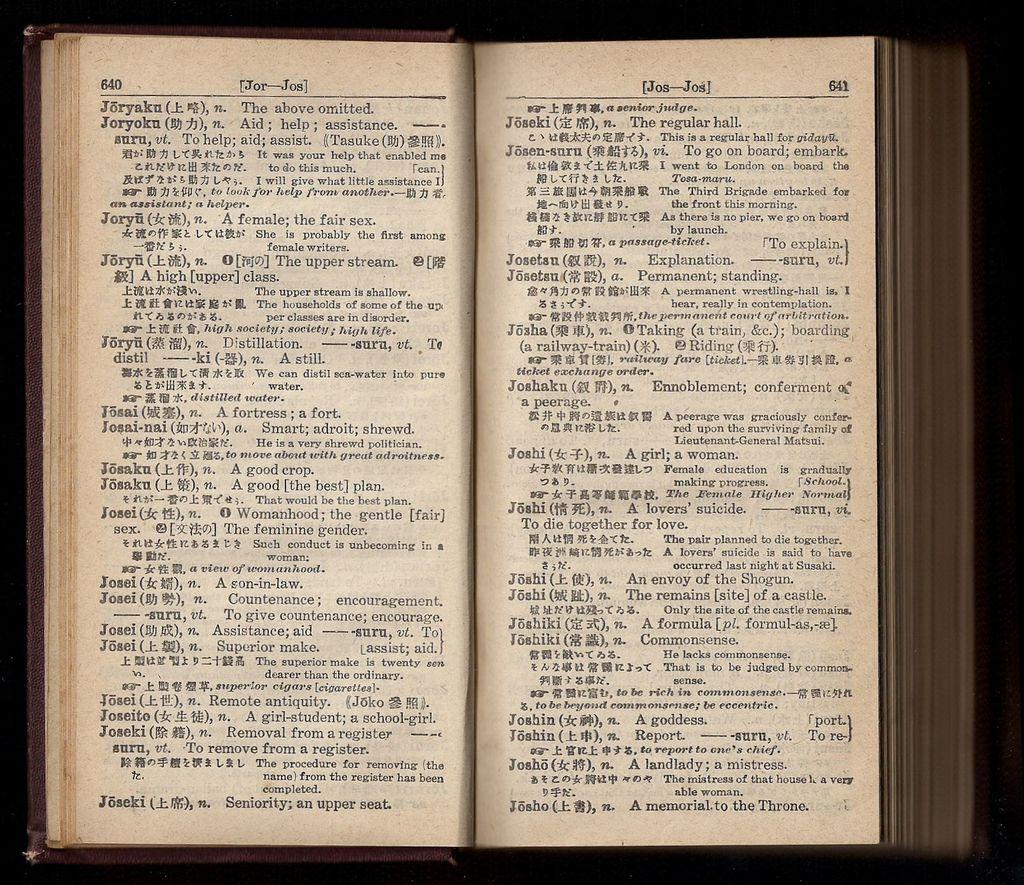 640 [Jor—Jos]
Jōryaku (上略), n. The above omitted.
Joryoku (助力), n. Aid; help; assistance. ——-
suru, vt. To help; aid; assist. 《Tasuke (助) 參照》.
君が助力して呉れたから It was your help that enabled me
これだけに出來たのだ. to do this much. 「can.」
及ばずながら助力しやう. I will give what little assistance I
☞ 助力を仰ぐ, to look for help from another.—助力者,
an assistant; a helper.
Joryū (女流), n. A female; the fair sex.
女流の作家としては彼が She is probably the first among
一番だらう. female writers.
Jōryū (上流), n. ❶ [河の] The upper stream. ❷ [階
級] A high [upper] class.
上流は水が淺い. The upper stream is shallow.
上流社會には家庭が亂 The households of some of the up-
れてゐるのがある. per classes are in disorder.
☞ 上流社會, high society; society; high life.
Jōryū (蒸溜), n. Distillation. ——-suru, vt. To
distil ——-ki (-器), n. A still.
海水を蒸溜して清水を取 We can distil sea-water into pure
ることが出來ます. water.
☞ 蒸溜水, distilled water.
Jōsai (城塞), n. A fortress; a fort.
Josai-nai (如才ない), a. Smart; adroit; shrewd.
中々如才ない政治家だ. He is a very shrewd politician.
☞ 如才なく立廻る, to move about with great adroitness.
Jōsaku (上作), n. A good crop.
Jōsaku (上策), n. A good [the best] plan.
それが一番の上策でせう. That would be the best plan.
Josei (女性), n. ❶ Womanhood; the gentle [fair]
sex. ❷ [文法の] The feminine gender.
それは女性にあるまじき Such conduct is unbecoming in a
擧動だ. woman.
☞ 女性觀, a view of womanhood.
Josei (女婿), n. A son-in-law.
Josei (助勢), n. Countenance; encouragement.
——-suru, vt. To give countenance; encourage.
Josei (助成), n. Assistance; aid ——-suru, vt. To
Jōsei (上製), n. Superior make. [assist; aid.
上製は並製より二十錢高 The superior make is twenty sen
い. dearer than the ordinary.
☞ 上製卷煙草, superior cigars [cigarettes].
Jōsei (上世), n. Remote antiquity. 《Jōko 參照》.
Joseito (女生徒), n. A girl-student; a school-girl.
Joseki (除籍), n. Removal from a register ——-
suru, vt. To remove from a register.
除籍の手續を濟ましまし The procedure for removing (the
た. name) from the register has been
completed.
Jōseki (上席), n. Seniority; an upper seat.
[Jos—Jos] 641
☞ 上席判事, a senior judge.
Jōseki (定席), n. The regular hall.
こゝは義太夫の定席です. This is a regular hall for gidayū.
Jōsen-suru (乘船する), vi. To go on board; embark.
私は倫敦まで土佐丸に乘 I went to London on board the
船して行きました. Tosa-maru.
第三旅團は今朝乘船戰 The Third Brigade embarked for
地へ向け出發せり. the front this morning.
棧橋なき故に艀船にて乘 As there is no pier, we go on board
船す. by launch.
☞ 乘船切符, a passage-ticket. 「To explain.
Josetsu (叙説), n. Explanation. ——-suru, vt.
Jōsetsu (常設), a. Permanent; standing.
愈々角力の常設館が出來 A permanent wrestling-hall is, I
るさうです. hear, really in contemplation.
☞ 常設仲裁裁判所, the permanent court of arbitration.
Jōsha (乘車), n. ❶ Taking (a train, &c.); boarding
(a railway-train) (米). ❷ Riding (乘行).
☞ 乘車賃[劵], railway fare [ticket].—乘車劵引換證, a
ticket exchange order.
Joshaku (叙爵), n. Ennoblement; conferment of
a peerage.
松井中將の遺族は叙爵 A peerage was graciously confer-
の恩典に浴した. red upon the surviving family of
Lieutenant-General Matsui.
Joshi (女子), n. A girl; a woman.
女子敎育は漸次發達しつ Female education is gradually
つあり. making progress. 「School.
☞ 女子高等師範學校, The Female Higher Normal
Jōshi (情死), n. A lovers' suicide. ——-suru, vi.
To die together for love.
兩人は情死を企てた. The pair planned to die together.
昨夜洲崎に情死があった A lovers' suicide is said to have
さうだ. occurred last night at Susaki.
Jōshi (上使), n. An envoy of the Shogun.
Jōshi (城趾), n. The remains [site] of a castle.
城址だけは殘ってゐる. Only the site of the castle remains.
Jōshiki (定式), n. A formula [pl. formul-as, -æ].
Jōshiki (常識), n. Commonsense.
常識を缺いてゐる. He lacks commonsense.
そんな事は常識によって That is to be judged by common-
判斷する事だ. sense.
☞ 常識に富む, to be rich in commonsense.—常識に外れ
る, to be beyond commonsense; be eccentric.
Joshin (女神), n. A goddess. 「port.
Jōshin (上申), n. Report. ——-suru, vt. To re-
☞ 上官に上申する, to report to one's chief.
Joshō (女將), n. A landlady; a mistress.
あそこの女將は中々のや The mistress of that house is a very
り手だ. able woman.
Jōsho (上書), n. A memorial to the Throne.